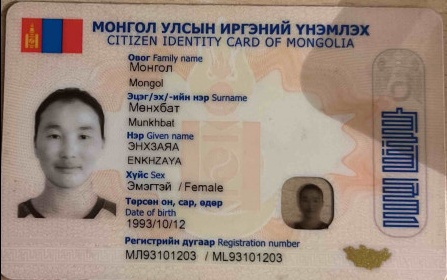 МОНГОЛ УЛСЫН ИРГЭНИЙ ҮНЭМЛЭХ
CITIZEN IDENTITY CARD OF MONGOLIA
Овог Family name
Монгол
Mongol
Эцэг/эх/-ийн нэр Surname
Мөнхбат
Munkhbat
Нэр Given name
ЭНХЗАЯА
ENKHZAYA
Хүйс Sex
Эмэгтэй / Female
Төрсөн он, сар, өдөр
Date of birth
1993/10/12
Регистрийн дугаар Registration number
МЛ93101203 / ML93101203